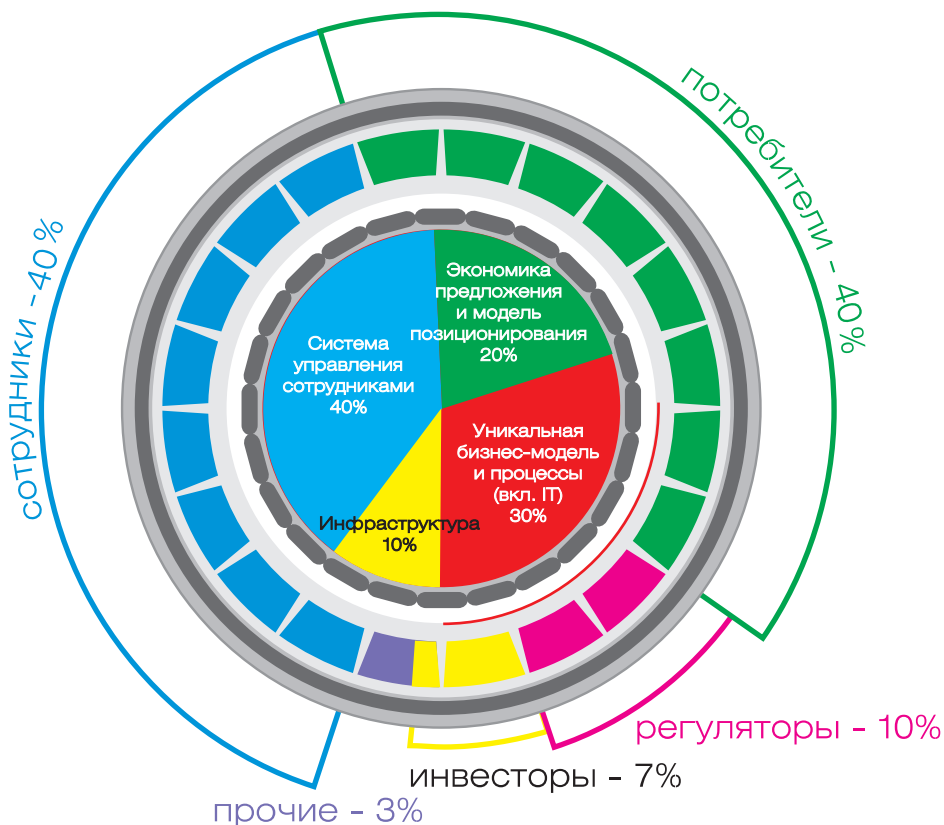 потребители - 40%
сотрудники - 40%
Экономика
предложения
и модель
позиционирования
20%
Система
управления
сотрудниками
40%
Уникальная
бизнес-модель
и процессы
(вкл. IT)
30%
Инфраструктура
10%
регуляторы - 10%
инвесторы - 7%
прочие - 3%